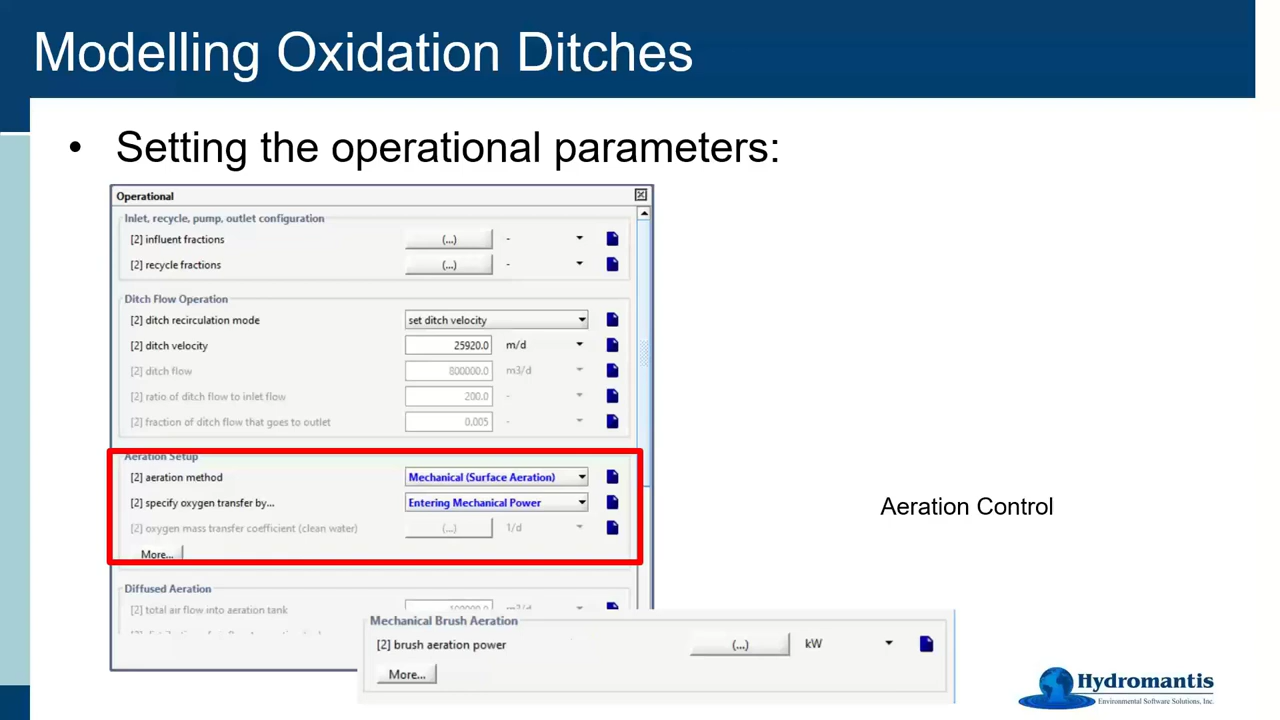 Modelling Oxidation Ditches
• Setting the operational parameters:
Operational
Inlet, recycle, pump, outlet configuration
[2] influent fractions (...) -
[2] recycle fractions (...) -
Ditch Flow Operation
[2] ditch recirculation mode set ditch velocity
[2] ditch velocity 25920.0 m/d
[2] ditch flow 800000.0 m3/d
[2] ratio of ditch flow to inlet flow 200.0 -
[2] fraction of ditch flow that goes to outlet 0.005 -
Aeration Setup
[2] aeration method Mechanical (Surface Aeration)
[2] specify oxygen transfer by... Entering Mechanical Power
[2] oxygen mass transfer coefficient (clean water) (...) 1/d
More...
Aeration Control
Diffused Aeration
[2] total air flow into aeration tank
Mechanical Brush Aeration
[2] brush aeration power (...) kW
More...
Hydromantis
Environmental Software Solutions, Inc.